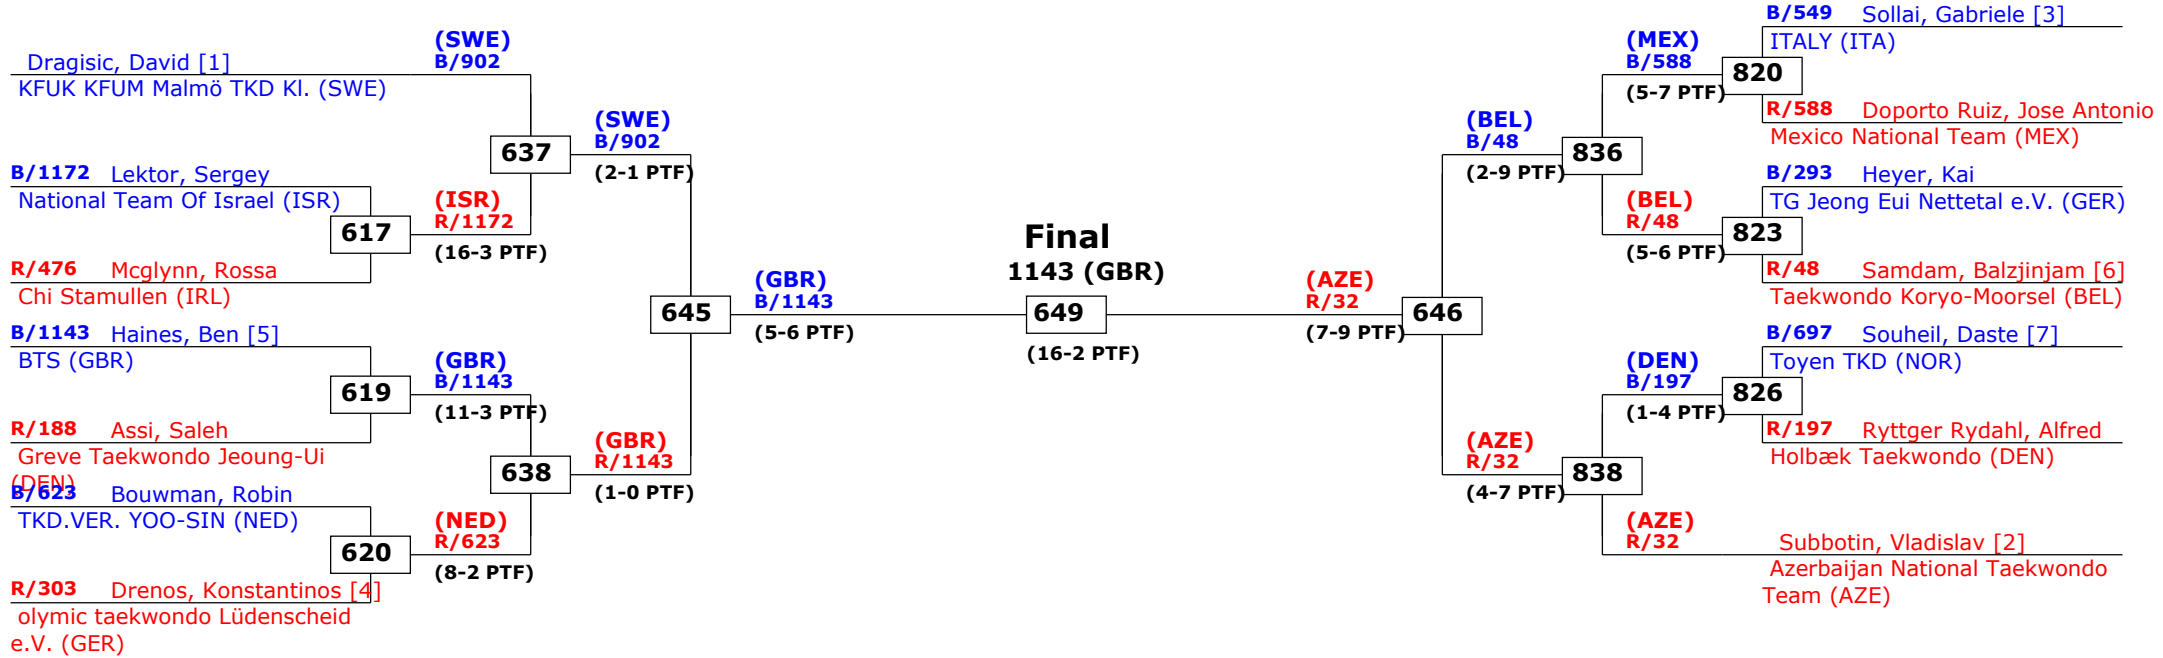 Dragisic, David [1]
KFUK KFUM Malmö TKD Kl. (SWE)
B/1172 Lektor, Sergey
National Team Of Israel (ISR)
617
R/476 Mcglynn, Rossa
Chi Stamullen (IRL)
B/1143 Haines, Ben [5]
BTS (GBR)
619
R/188 Assi, Saleh
Greve Taekwondo Jeoung-Ui
(DEN)
B/623 Bouwman, Robin
TKD.VER. YOO-SIN (NED)
620
R/303 Drenos, Konstantinos [4]
olymic taekwondo Lüdenscheid
e.V. (GER)
(SWE)
B/902
637
(ISR)
R/1172
(16-3 PTF)
(GBR)
B/1143
(11-3 PTF)
638
(NED)
R/623
(8-2 PTF)
(SWE)
B/902
(2-1 PTF)
645
(GBR)
R/1143
(1-0 PTF)
(GBR)
B/1143
(5-6 PTF)
Final
1143 (GBR)
649
(16-2 PTF)
(AZE)
R/32
(7-9 PTF)
646
(BEL)
B/48
(2-9 PTF)
836
(AZE)
R/32
(4-7 PTF)
838
(MEX)
B/588
(5-7 PTF)
820
(BEL)
R/48
(5-6 PTF)
823
(DEN)
B/197
(1-4 PTF)
826
(AZE)
R/32
B/549 Sollai, Gabriele [3]
ITALY (ITA)
R/588 Doporto Ruiz, Jose Antonio
Mexico National Team (MEX)
B/293 Heyer, Kai
TG Jeong Eui Nettetal e.V. (GER)
R/48 Samdam, Balzjinjam [6]
Taekwondo Koryo-Moorsel (BEL)
B/697 Souheil, Daste [7]
Toyen TKD (NOR)
R/197 Ryttger Rydahl, Alfred
Holbæk Taekwondo (DEN)
Subbotin, Vladislav [2]
Azerbaijan National Taekwondo
Team (AZE)